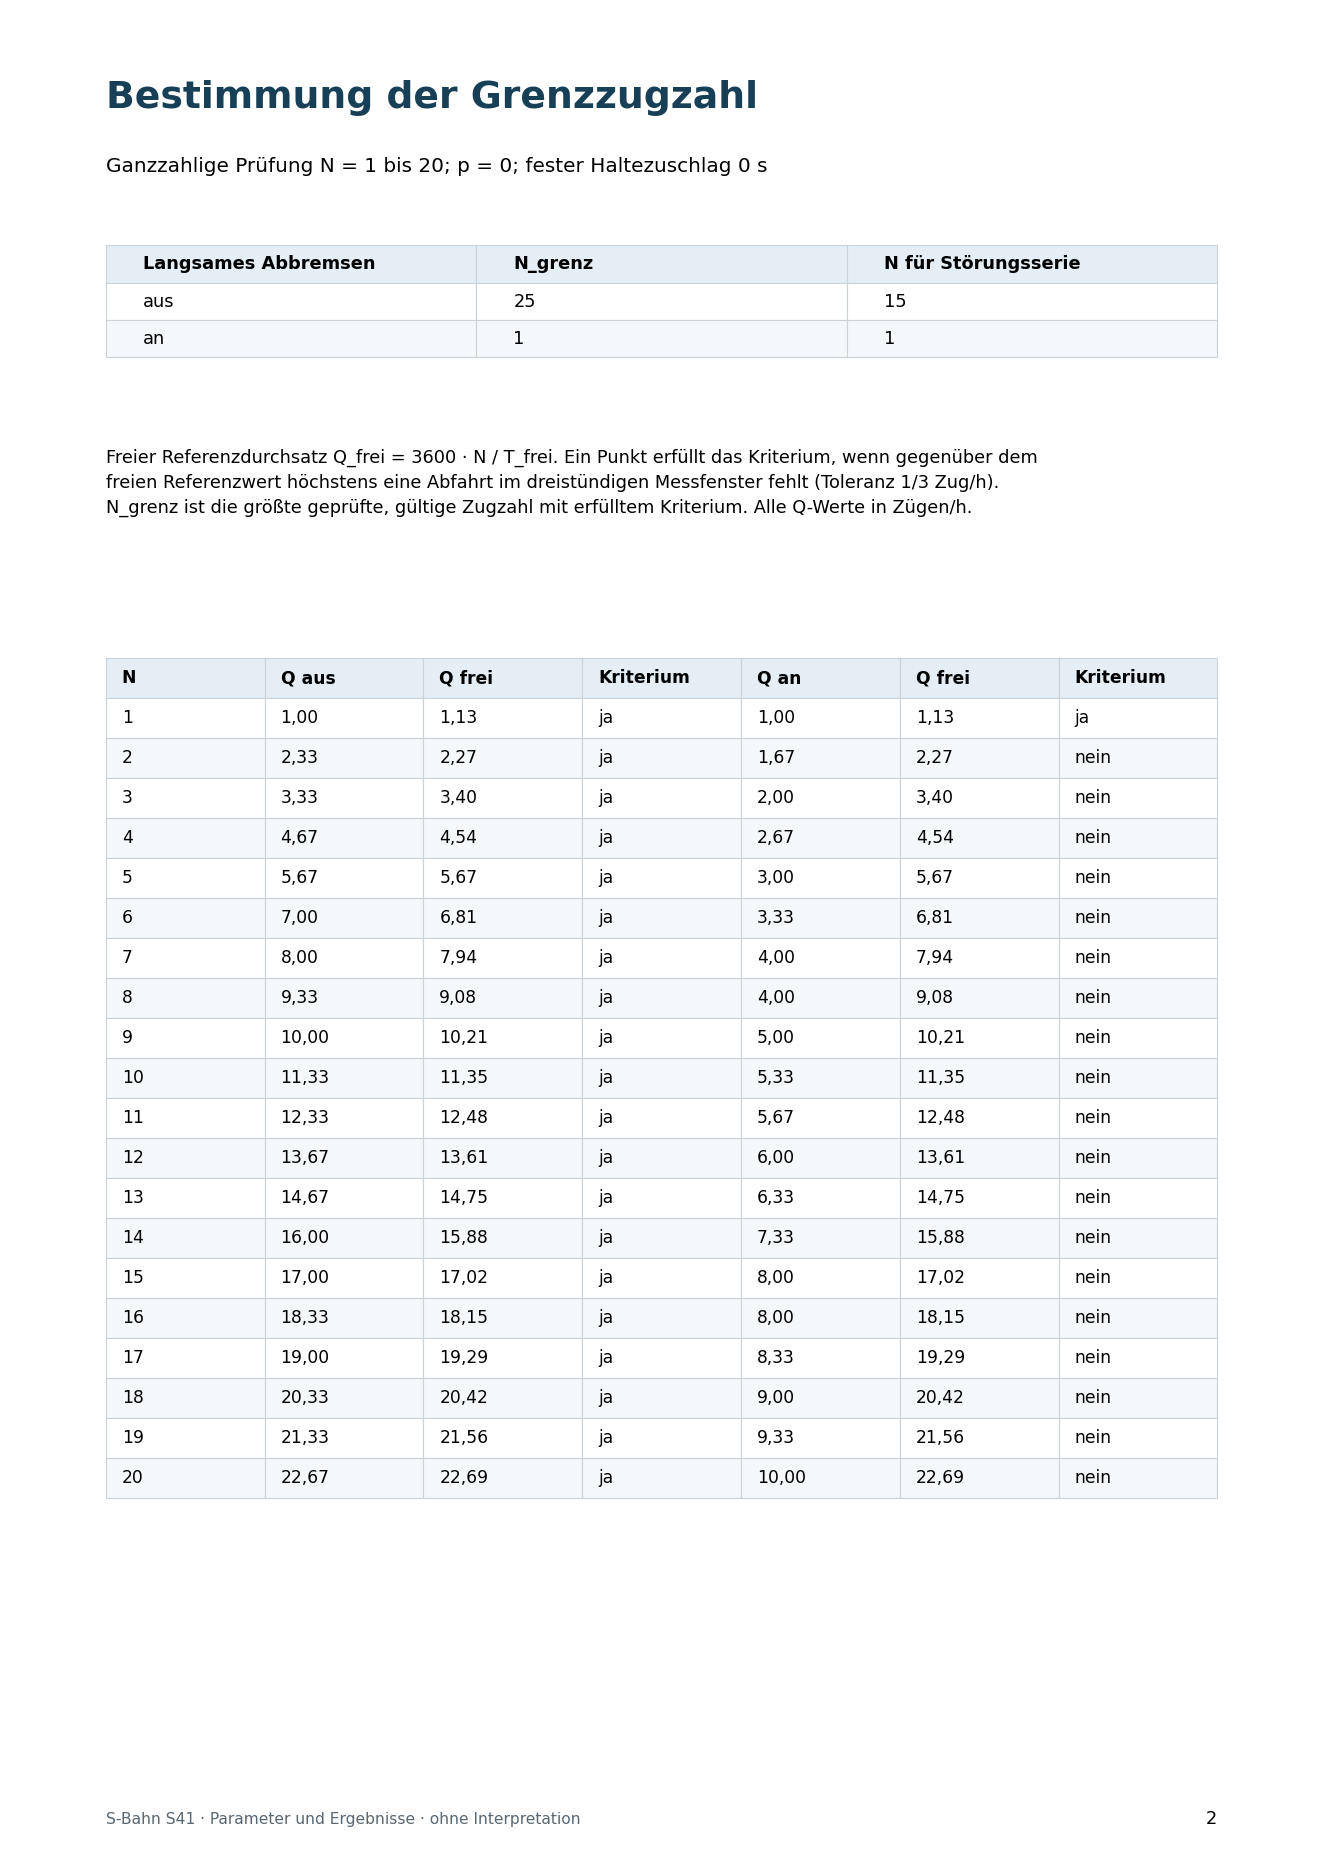 Bestimmung der Grenzzugzahl
Ganzzahlige Prüfung N = 1 bis 20; p = 0; fester Haltezuschlag 0 s
Langsames Abbremsen N_grenz N für Störungsserie
aus 25 15
an 1 1
Freier Referenzdurchsatz Q_frei = 3600 · N / T_frei. Ein Punkt erfüllt das Kriterium, wenn gegenüber dem
freien Referenzwert höchstens eine Abfahrt im dreistündigen Messfenster fehlt (Toleranz 1/3 Zug/h).
N_grenz ist die größte geprüfte, gültige Zugzahl mit erfülltem Kriterium. Alle Q-Werte in Zügen/h.
N Q aus Q frei Kriterium Q an Q frei Kriterium
1 1,00 1,13 ja 1,00 1,13 ja
2 2,33 2,27 ja 1,67 2,27 nein
3 3,33 3,40 ja 2,00 3,40 nein
4 4,67 4,54 ja 2,67 4,54 nein
5 5,67 5,67 ja 3,00 5,67 nein
6 7,00 6,81 ja 3,33 6,81 nein
7 8,00 7,94 ja 4,00 7,94 nein
8 9,33 9,08 ja 4,00 9,08 nein
9 10,00 10,21 ja 5,00 10,21 nein
10 11,33 11,35 ja 5,33 11,35 nein
11 12,33 12,48 ja 5,67 12,48 nein
12 13,67 13,61 ja 6,00 13,61 nein
13 14,67 14,75 ja 6,33 14,75 nein
14 16,00 15,88 ja 7,33 15,88 nein
15 17,00 17,02 ja 8,00 17,02 nein
16 18,33 18,15 ja 8,00 18,15 nein
17 19,00 19,29 ja 8,33 19,29 nein
18 20,33 20,42 ja 9,00 20,42 nein
19 21,33 21,56 ja 9,33 21,56 nein
20 22,67 22,69 ja 10,00 22,69 nein
S-Bahn S41 · Parameter und Ergebnisse · ohne Interpretation 2